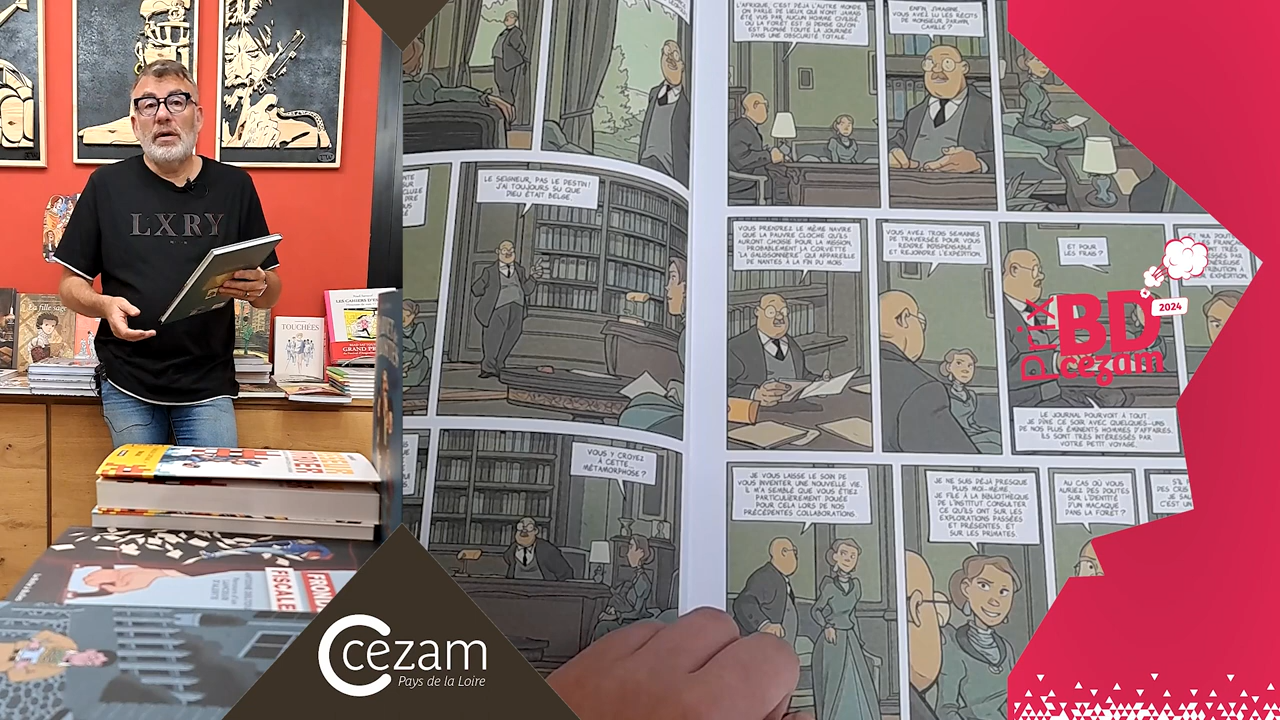 LXRY
La fille sage
TOUCHÉES
LES CAHIERS D'ES
GRAND PR
FRONT
FISCALE
cézam
Pays de la Loire
LE SEIGNEUR, PAS LE DESTIN !
J'AI TOUJOURS SU QUE
DIEU ÉTAIT BELGE.
VOUS Y CROYEZ
À CETTE...
MÉTAMORPHOSE ?
L'AFRIQUE, C'EST DÉJÀ L'AUTRE MONDE.
ON PARLE DE LIEUX QUI N'ONT JAMAIS
ÉTÉ VUS PAR AUCUN HOMME CIVILISÉ,
OÙ LA FORÊT EST SI DENSE QU'ON
EST PLONGÉ TOUTE LA JOURNÉE
DANS UNE OBSCURITÉ TOTALE.
ENFIN, J'IMAGINE.
VOUS AVEZ LU LES RÉCITS
DE MONSIEUR DARWIN,
CAMILLE ?
VOUS PRENDREZ LE MÊME NAVIRE
QUE LA PAUVRE CLOCHE QU'ILS
AURONT CHOISIE POUR LA MISSION,
PROBABLEMENT LA CORVETTE
"LA GALISSONNIÈRE", QUI APPAREILLE
DE NANTES À LA FIN DU MOIS.
VOUS AVEZ TROIS SEMAINES
DE TRAVERSÉE POUR VOUS
RENDRE INDISPENSABLE
ET REJOINDRE L'EXPÉDITION.
ET POUR
LES FRAIS ?
LE JOURNAL POURVOIT À TOUT.
JE DÎNE CE SOIR AVEC QUELQUES-UNS
DE NOS PLUS ÉMINENTS HOMMES D'AFFAIRES.
ILS SONT TRÈS INTÉRESSÉS PAR
VOTRE PETIT VOYAGE.
JE VOUS LAISSE LE SOIN DE
VOUS INVENTER UNE NOUVELLE VIE.
IL M'A SEMBLÉ QUE VOUS ÉTIEZ
PARTICULIÈREMENT DOUÉE
POUR CELA LORS DE NOS
PRÉCÉDENTES COLLABORATIONS.
JE NE SUIS DÉJÀ PRESQUE
PLUS MOI-MÊME.
JE FILE À LA BIBLIOTHÈQUE
DE L'INSTITUT CONSULTER
CE QU'ILS ONT SUR LES
EXPLORATIONS PASSÉES
ET PRÉSENTES. ET
SUR LES PRIMATES.
AU CAS OÙ VOUS
AURIEZ DES DOUTES
SUR L'IDENTITÉ
D'UN MACAQUE
DANS LA FORÊT ?
PRIX
BD
2024
cézam